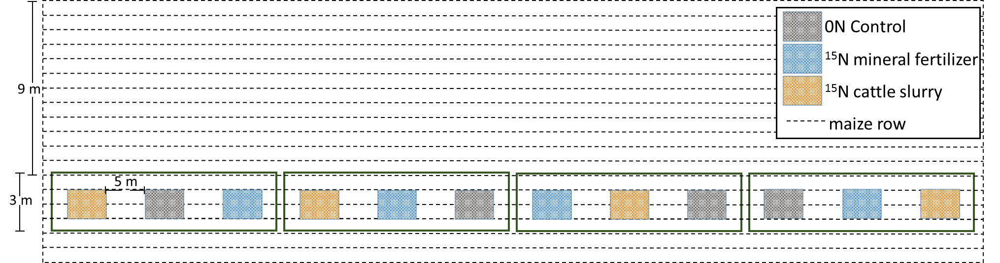 0N Control
¹⁵N mineral fertilizer
9 m
¹⁵N cattle slurry
maize row
5 m
3 m